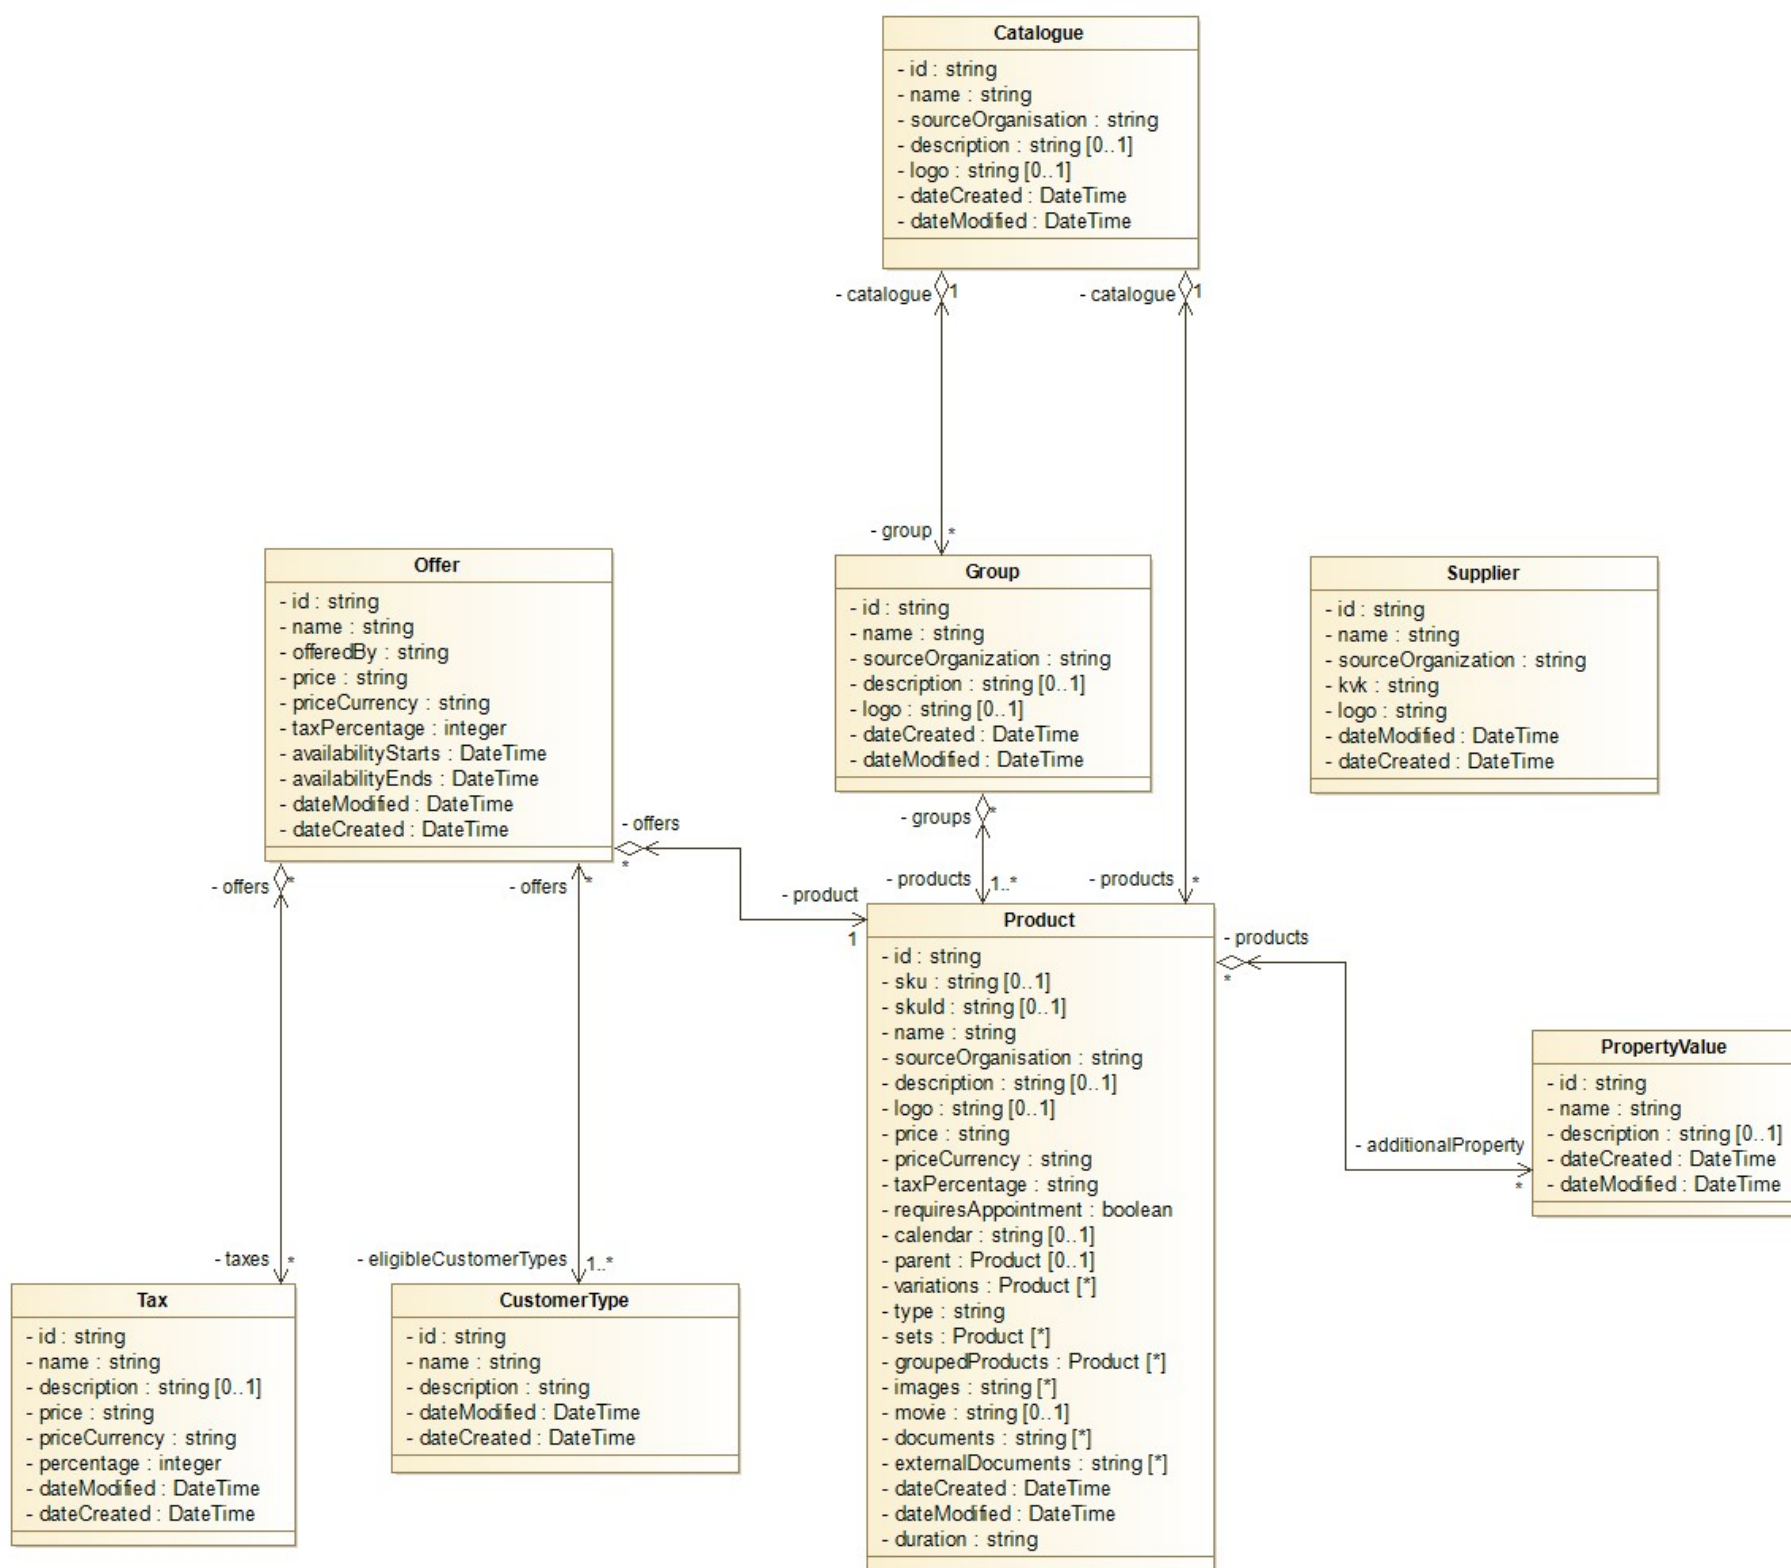 Catalogue
- id : string
- name : string
- sourceOrganisation : string
- description : string [0..1]
- logo : string [0..1]
- dateCreated : DateTime
- dateModified : DateTime
- catalogue 1
- catalogue 1
- group *
Offer
- id : string
- name : string
- offeredBy : string
- price : string
- priceCurrency : string
- taxPercentage : integer
- availabilityStarts : DateTime
- availabilityEnds : DateTime
- dateModified : DateTime
- dateCreated : DateTime
Group
- id : string
- name : string
- sourceOrganization : string
- description : string [0..1]
- logo : string [0..1]
- dateCreated : DateTime
- dateModified : DateTime
Supplier
- id : string
- name : string
- sourceOrganization : string
- kvk : string
- logo : string
- dateModified : DateTime
- dateCreated : DateTime
- groups *
- offers
*
- offers *
- offers *
- product
1
- products 1..*
- products *
Product
- id : string
- sku : string [0..1]
- skuId : string [0..1]
- name : string
- sourceOrganisation : string
- description : string [0..1]
- logo : string [0..1]
- price : string
- priceCurrency : string
- taxPercentage : string
- requiresAppointment : boolean
- calendar : string [0..1]
- parent : Product [0..1]
- variations : Product [*]
- type : string
- sets : Product [*]
- groupedProducts : Product [*]
- images : string [*]
- movie : string [0..1]
- documents : string [*]
- externalDocuments : string [*]
- dateCreated : DateTime
- dateModified : DateTime
- duration : string
- products
*
- additionalProperty
*
PropertyValue
- id : string
- name : string
- description : string [0..1]
- dateCreated : DateTime
- dateModified : DateTime
- taxes *
- eligibleCustomerTypes 1..*
Tax
- id : string
- name : string
- description : string [0..1]
- price : string
- priceCurrency : string
- percentage : integer
- dateModified : DateTime
- dateCreated : DateTime
CustomerType
- id : string
- name : string
- description : string
- dateModified : DateTime
- dateCreated : DateTime